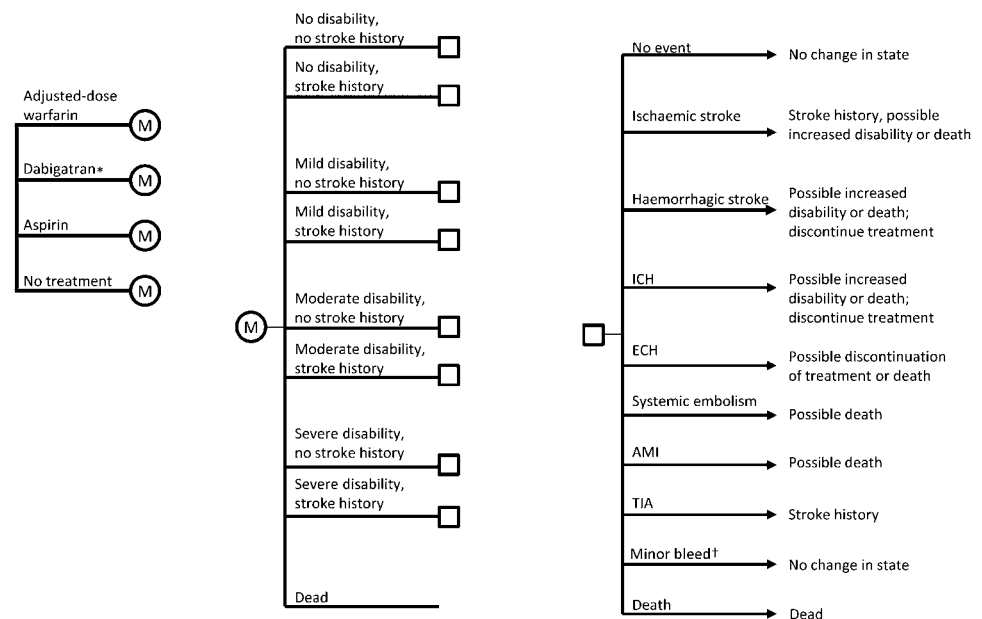 Adjusted-dose
warfarin
M
Dabigatran*
M
Aspirin
M
No treatment
M
M
No disability,
no stroke history
No disability,
stroke history
Mild disability,
no stroke history
Mild disability,
stroke history
Moderate disability,
no stroke history
Moderate disability,
stroke history
Severe disability,
no stroke history
Severe disability,
stroke history
Dead
No event
No change in state
Ischaemic stroke
Stroke history, possible
increased disability or death
Haemorrhagic stroke
Possible increased
disability or death;
discontinue treatment
ICH
Possible increased
disability or death;
discontinue treatment
ECH
Possible discontinuation
of treatment or death
Systemic embolism
Possible death
AMI
Possible death
TIA
Stroke history
Minor bleed†
No change in state
Death
Dead